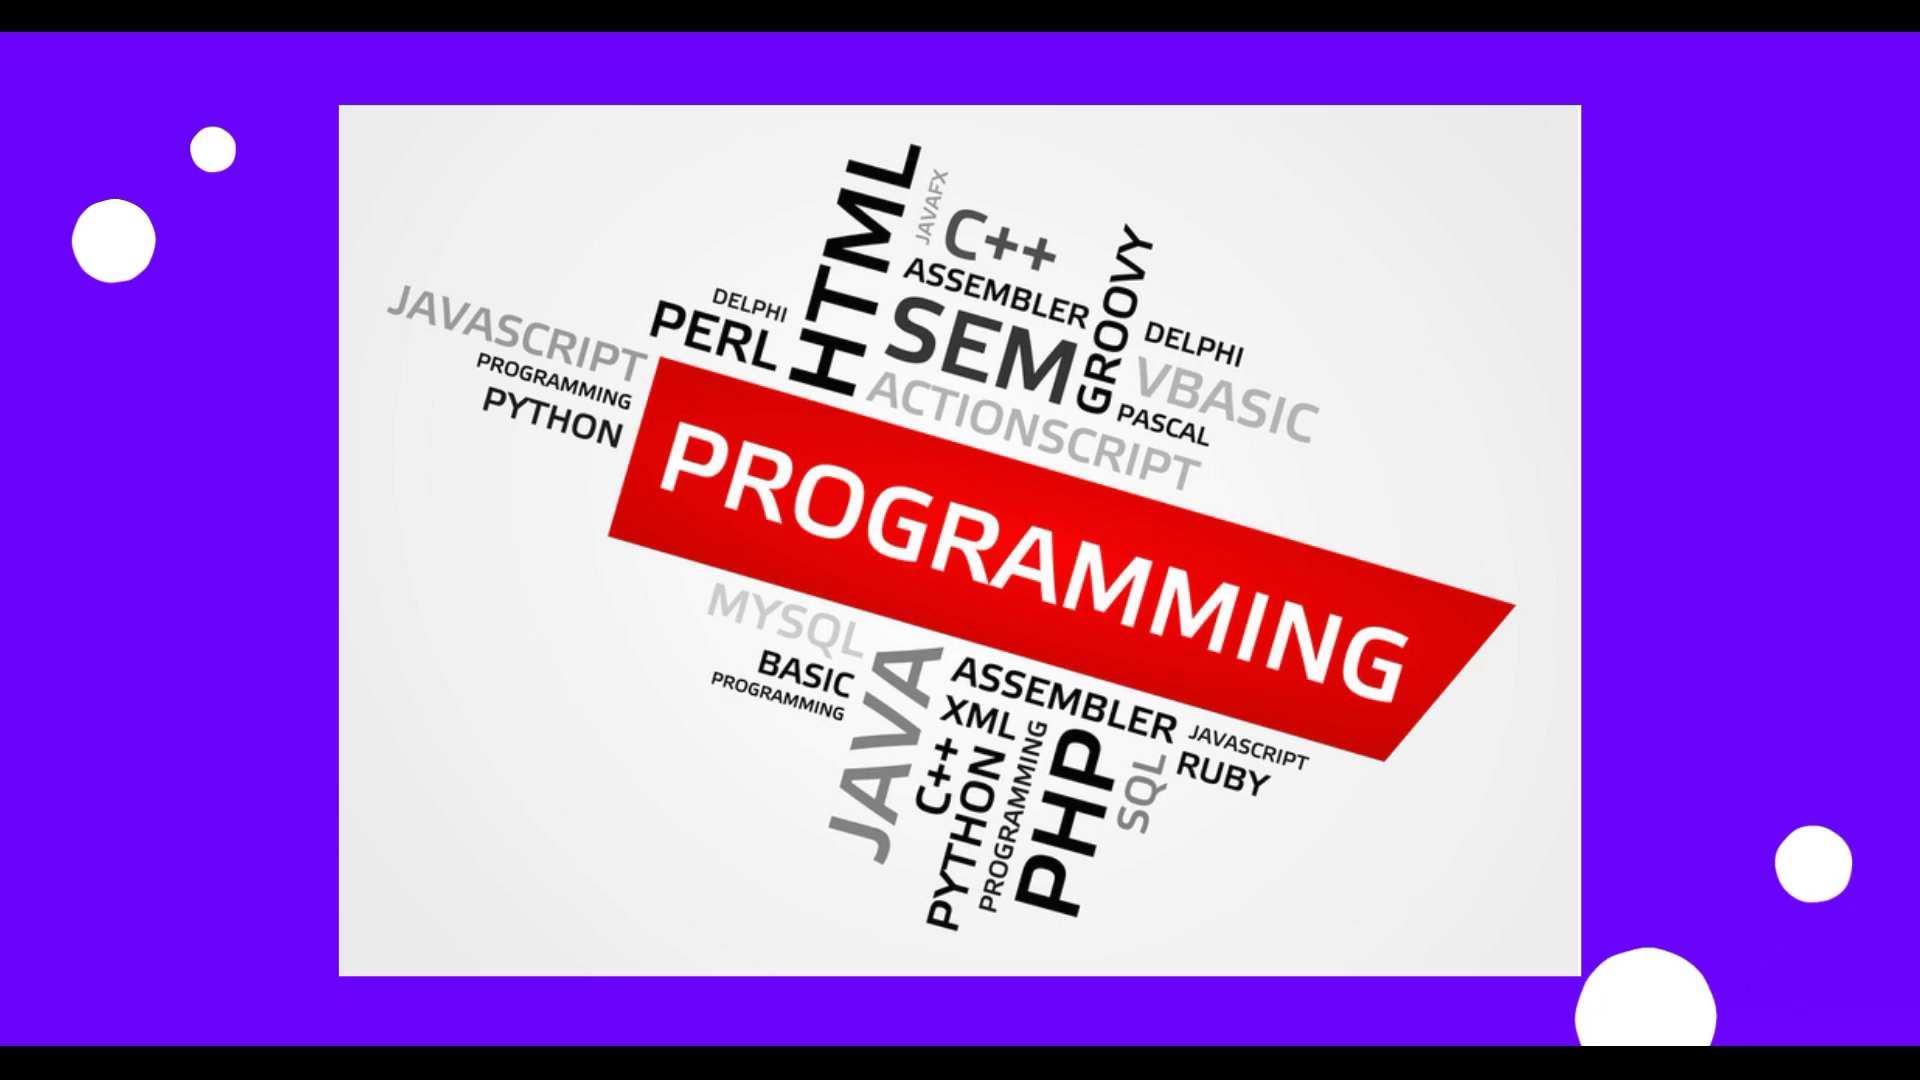 HTML
JAVAFX
C++
ASSEMBLER
GROOVY
SEM
DELPHI
PERL
DELPHI
VBASIC
JAVASCRIPT
PROGRAMMING
PYTHON
ACTIONSCRIPT
PASCAL
PROGRAMMING
MYSQL
BASIC
PROGRAMMING
JAVA
ASSEMBLER
XML
C++
PYTHON
PROGRAMMING
PHP
SQL
JAVASCRIPT
RUBY